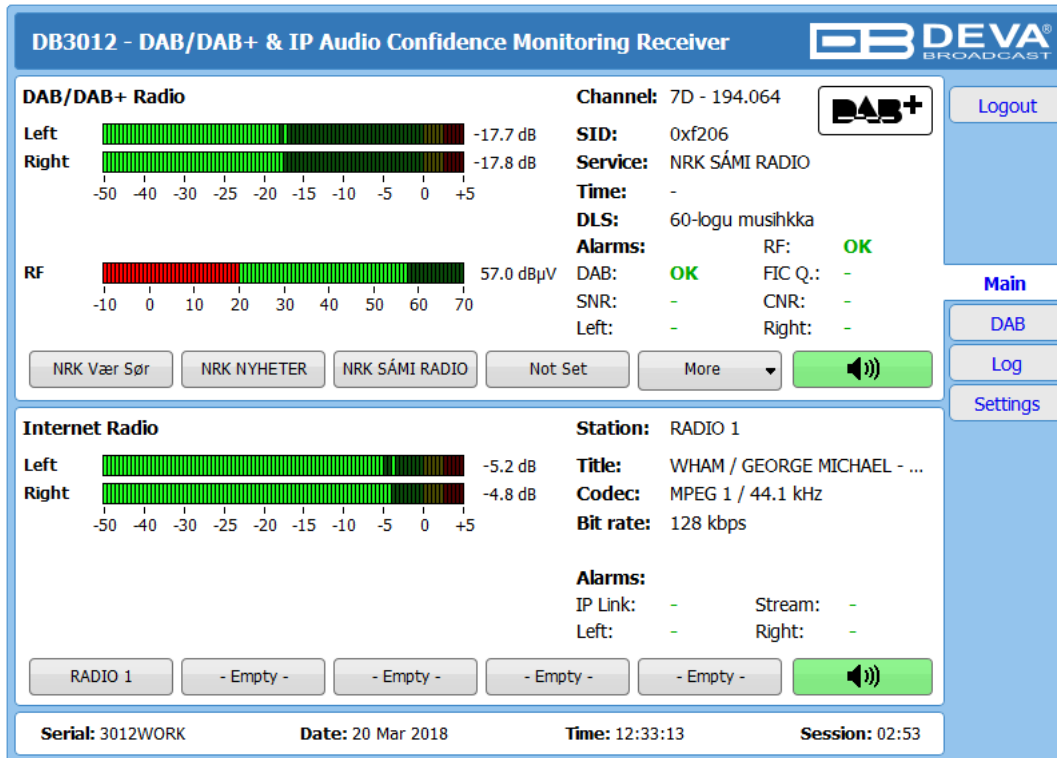 DB3012 - DAB/DAB+ & IP Audio Confidence Monitoring Receiver
DB DEVA®
BROADCAST
DAB/DAB+ Radio
Left -17.7 dB
Right -17.8 dB
-50 -40 -30 -25 -20 -15 -10 -5 0 +5
RF 57.0 dBµV
-10 0 10 20 30 40 50 60 70
Channel: 7D - 194.064
DAB+
SID: 0xf206
Service: NRK SÁMI RADIO
Time: -
DLS: 60-logu musihkka
Alarms: RF: OK
DAB: OK FIC Q.: -
SNR: - CNR: -
Left: - Right: -
NRK Vær Sør NRK NYHETER NRK SÁMI RADIO Not Set More
Internet Radio
Left -5.2 dB
Right -4.8 dB
-50 -40 -30 -25 -20 -15 -10 -5 0 +5
Station: RADIO 1
Title: WHAM / GEORGE MICHAEL - ...
Codec: MPEG 1 / 44.1 kHz
Bit rate: 128 kbps
Alarms:
IP Link: - Stream: -
Left: - Right: -
RADIO 1 - Empty - - Empty - - Empty - - Empty -
Serial: 3012WORK Date: 20 Mar 2018 Time: 12:33:13 Session: 02:53
Logout
Main
DAB
Log
Settings